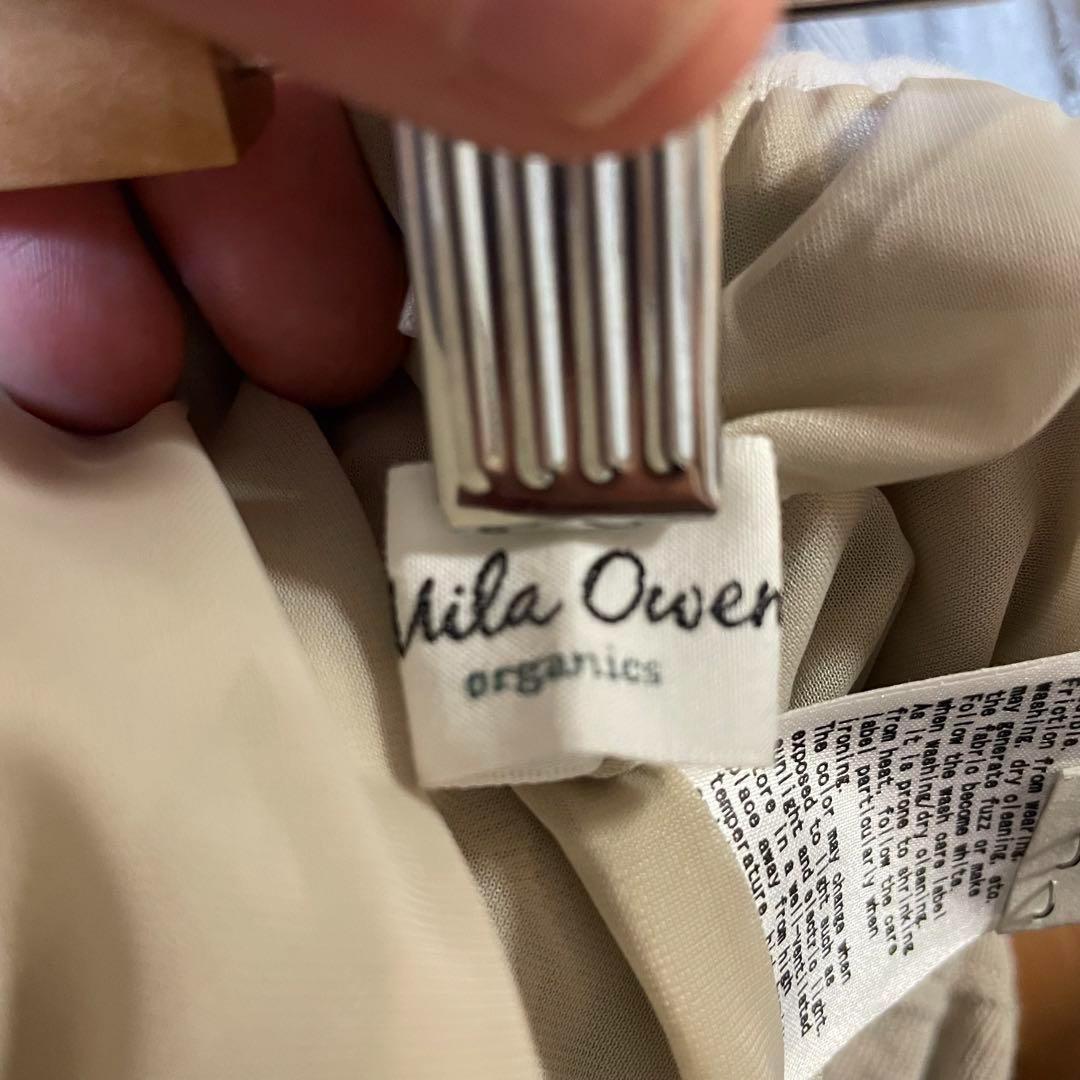 Mila Owen
organics
Friction from wearing,
washing, dry cleaning, etc.
may generate fuzz or make
the fabric become white.
Follow the wash care label
when washing/dry cleaning.
As it is prone to shrinking
from heat, follow the care
label particularly when
ironing.
The color may change when
exposed to light such as
sunlight and electric light.
in a well-ventilated
place away from high
temperature